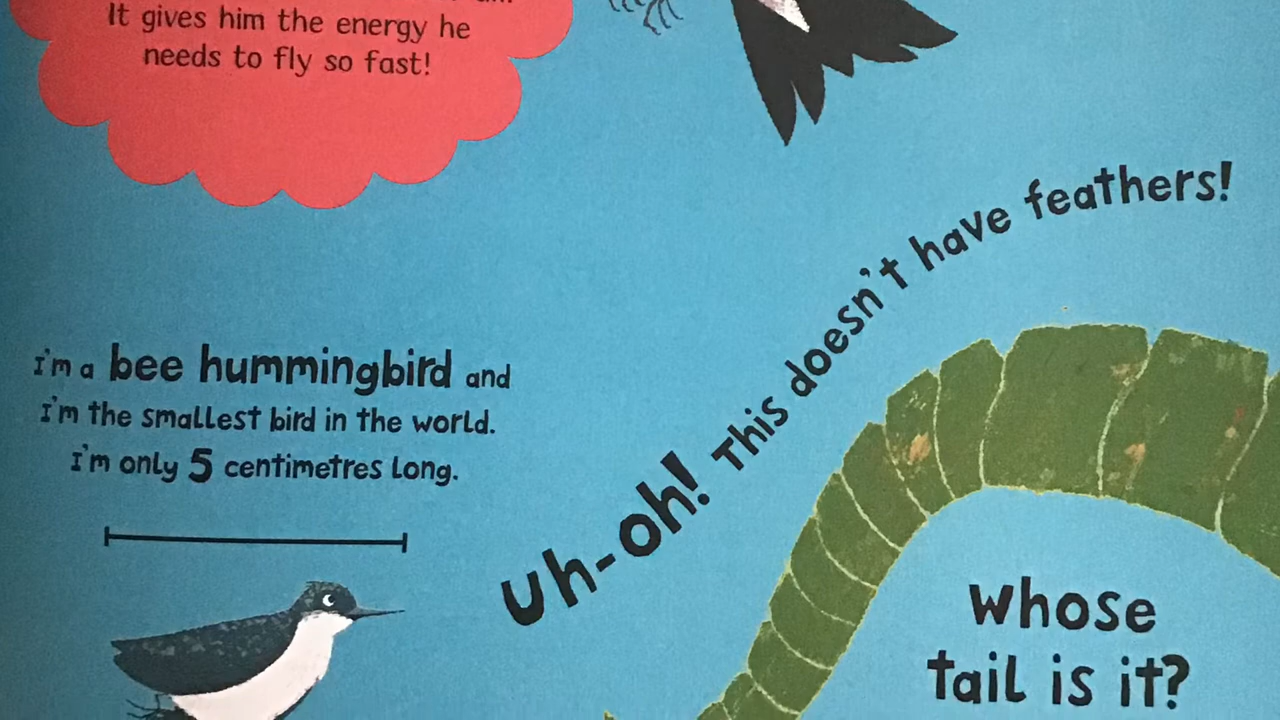 It gives him the energy he
needs to fly so fast!
I'm a bee hummingbird and
I'm the smallest bird in the world.
I'm only 5 centimetres long.
Uh-oh! This doesn't have feathers!
whose
tail is it?